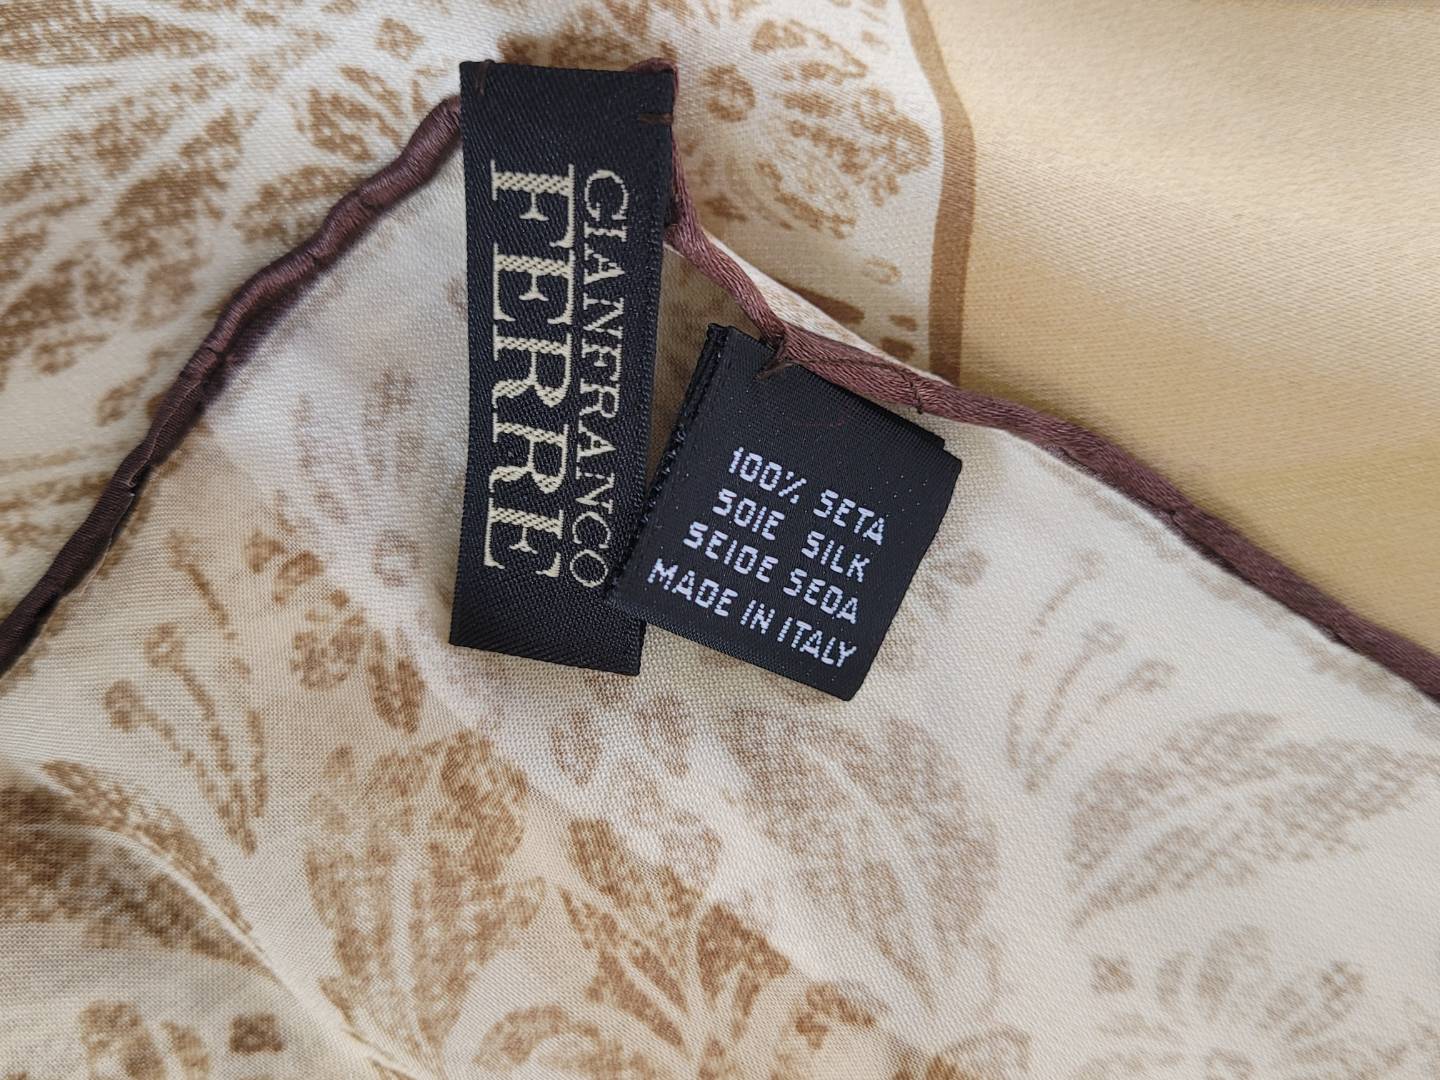 GIANFRANCO
FERRE
100% SETA
SOIE SILK
SEIDE SEDA
MADE IN ITALY